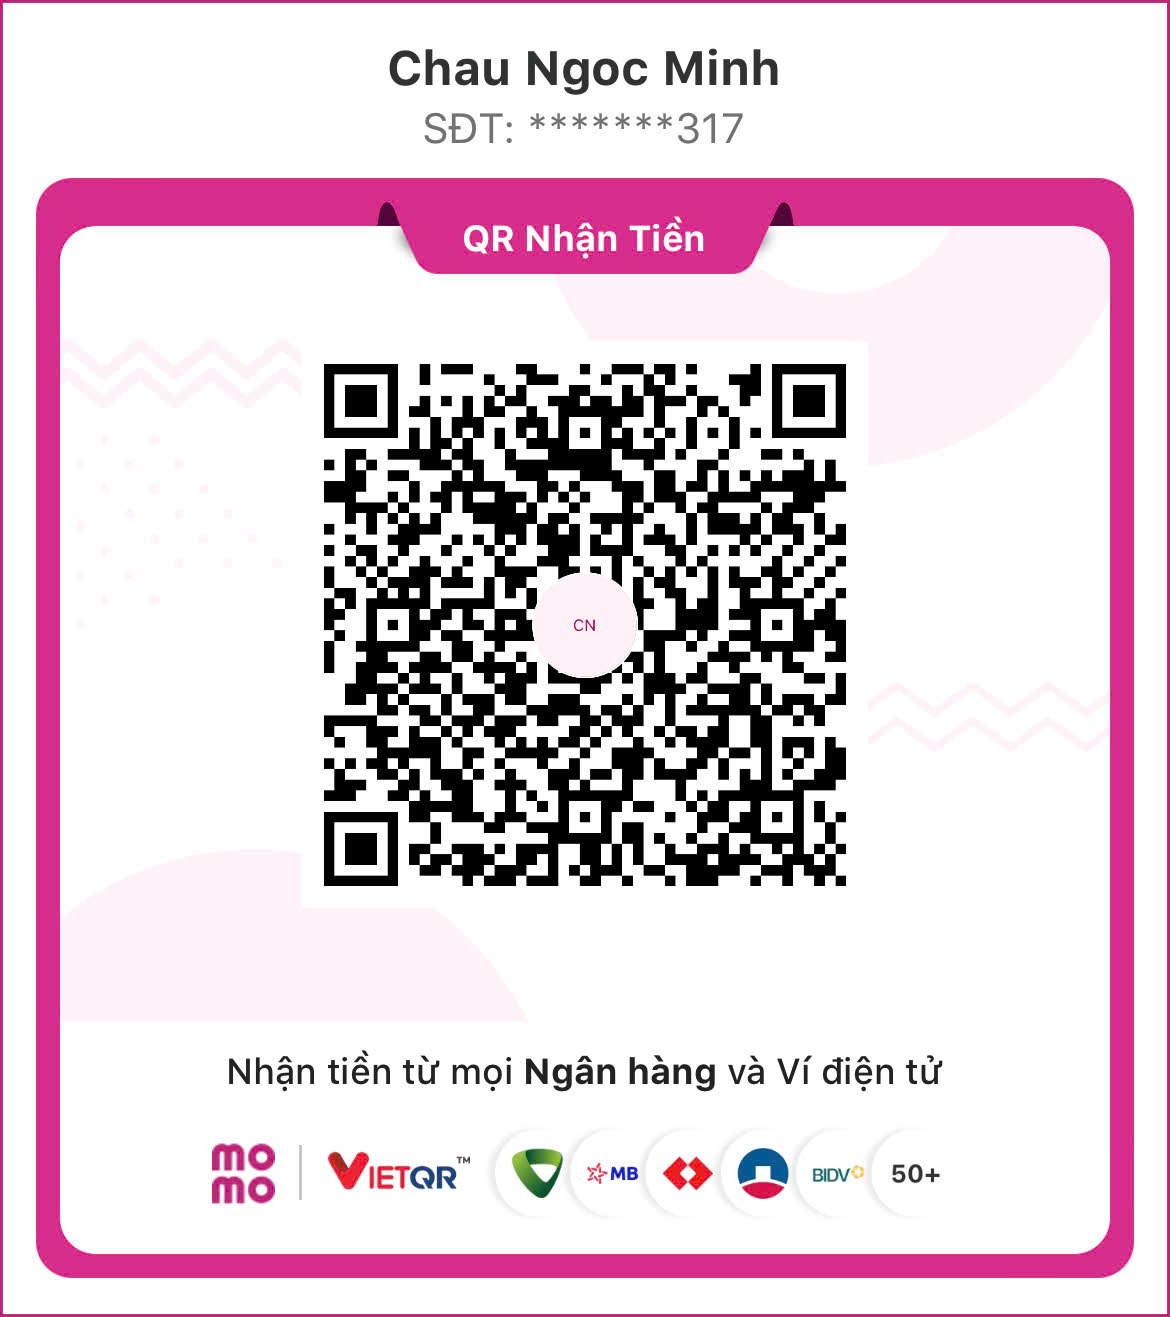 Chau Ngoc Minh
SĐT: *******317
QR Nhận Tiền
CN
Nhận tiền từ mọi Ngân hàng và Ví điện tử
mo mo VIETQR™ MB BIDV 50+